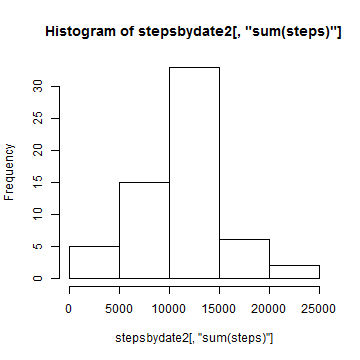 Histogram of stepsbydate2[, "sum(steps)"]
Frequency
30
25
20
15
10
5
0
0 5000 10000 15000 20000 25000
stepsbydate2[, "sum(steps)"]